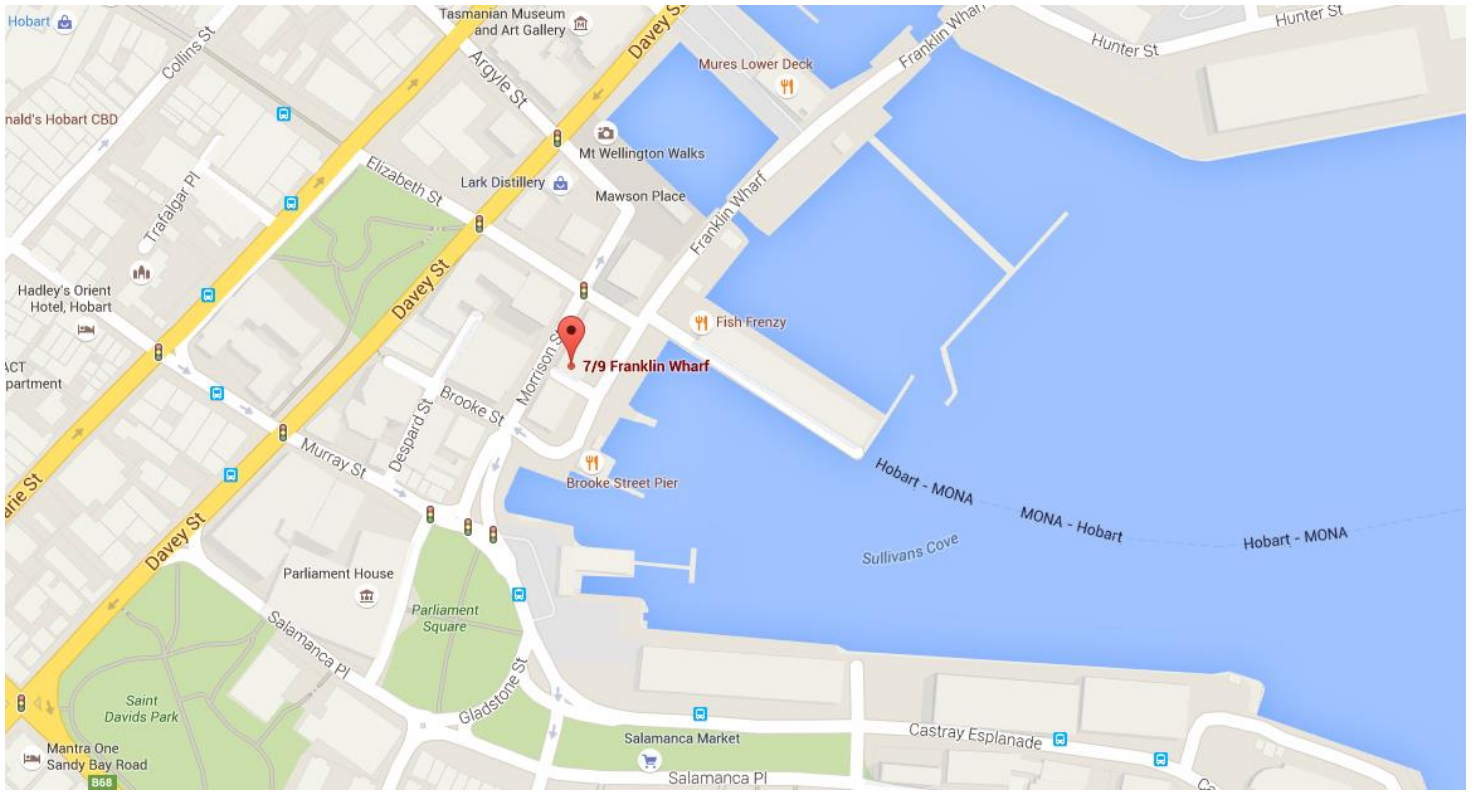 Hobart
Collins St
Tasmanian Museum
and Art Gallery
Davey St
Franklin Wharf
Hunter St
Hunter St
Argyle St
Mures Lower Deck
nald's Hobart CBD
Mt Wellington Walks
Elizabeth St
Lark Distillery
Mawson Place
Trafalgar Pl
Franklin Wharf
Hadley's Orient
Hotel, Hobart
Davey St
Fish Frenzy
Morrison St
7/9 Franklin Wharf
ACT
partment
Brooke St
Despard St
Murray St
arie St
Brooke Street Pier
Hobart - MONA
MONA - Hobart
Hobart - MONA
Sullivans Cove
Davey St
Parliament House
Parliament
Square
Salamanca Pl
Gladstone St
Saint
Davids Park
Castray Esplanade
Salamanca Market
Mantra One
Sandy Bay Road
B68
Salamanca Pl
Ca